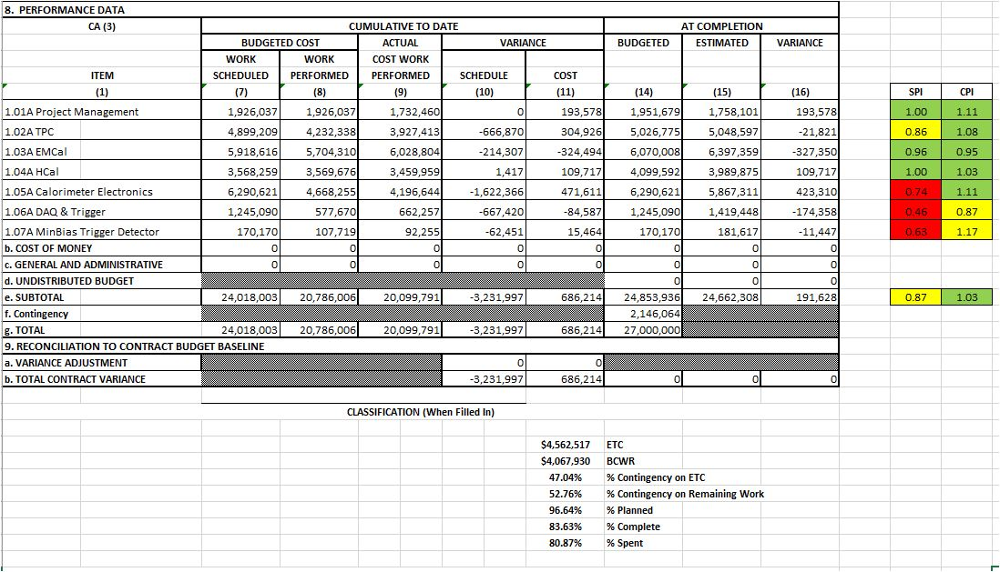 8. PERFORMANCE DATA
CA (3) CUMULATIVE TO DATE AT COMPLETION
BUDGETED COST ACTUAL VARIANCE BUDGETED ESTIMATED VARIANCE
WORK WORK COST WORK
ITEM SCHEDULED PERFORMED PERFORMED SCHEDULE COST
(1) (7) (8) (9) (10) (11) (14) (15) (16) SPI CPI
1.01A Project Management 1,926,037 1,926,037 1,732,460 0 193,578 1,951,679 1,758,101 193,578 1.00 1.11
1.02A TPC 4,899,209 4,232,338 3,927,413 -666,870 304,926 5,026,775 5,048,597 -21,821 0.86 1.08
1.03A EMCal 5,918,616 5,704,310 6,028,804 -214,307 -324,494 6,070,008 6,397,359 -327,350 0.96 0.95
1.04A HCal 3,568,259 3,569,676 3,459,959 1,417 109,717 4,099,592 3,989,875 109,717 1.00 1.03
1.05A Calorimeter Electronics 6,290,621 4,668,255 4,196,644 -1,622,366 471,611 6,290,621 5,867,311 423,310 0.74 1.11
1.06A DAQ & Trigger 1,245,090 577,670 662,257 -667,420 -84,587 1,245,090 1,419,448 -174,358 0.46 0.87
1.07A MinBias Trigger Detector 170,170 107,719 92,255 -62,451 15,464 170,170 181,617 -11,447 0.63 1.17
b. COST OF MONEY 0 0 0 0 0 0 0 0
c. GENERAL AND ADMINISTRATIVE 0 0 0 0 0 0 0 0
d. UNDISTRIBUTED BUDGET 0 0 0
e. SUBTOTAL 24,018,003 20,786,006 20,099,791 -3,231,997 686,214 24,853,936 24,662,308 191,628 0.87 1.03
f. Contingency 2,146,064
g. TOTAL 24,018,003 20,786,006 20,099,791 -3,231,997 686,214 27,000,000
9. RECONCILIATION TO CONTRACT BUDGET BASELINE
a. VARIANCE ADJUSTMENT 0 0
b. TOTAL CONTRACT VARIANCE -3,231,997 686,214 0 0 0
CLASSIFICATION (When Filled In)
$4,562,517 ETC
$4,067,930 BCWR
47.04% % Contingency on ETC
52.76% % Contingency on Remaining Work
96.64% % Planned
83.63% % Complete
80.87% % Spent